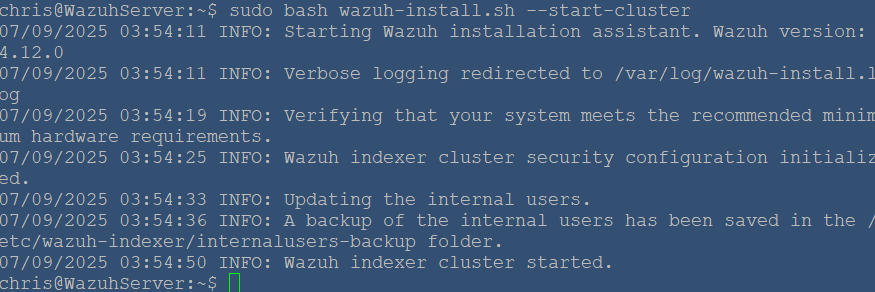 chris@WazuhServer:~$ sudo bash wazuh-install.sh --start-cluster
07/09/2025 03:54:11 INFO: Starting Wazuh installation assistant. Wazuh version:
4.12.0
07/09/2025 03:54:11 INFO: Verbose logging redirected to /var/log/wazuh-install.l
og
07/09/2025 03:54:19 INFO: Verifying that your system meets the recommended minim
um hardware requirements.
07/09/2025 03:54:25 INFO: Wazuh indexer cluster security configuration initializ
ed.
07/09/2025 03:54:33 INFO: Updating the internal users.
07/09/2025 03:54:36 INFO: A backup of the internal users has been saved in the /
etc/wazuh-indexer/internalusers-backup folder.
07/09/2025 03:54:50 INFO: Wazuh indexer cluster started.
chris@WazuhServer:~$